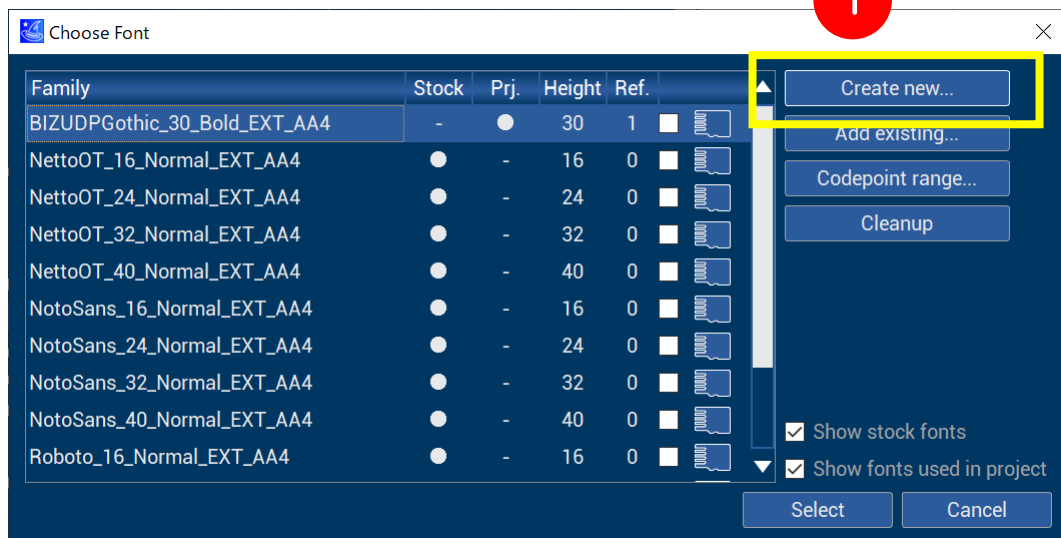 1
Choose Font
Family Stock Prj. Height Ref.
BIZUDPGothic_30_Bold_EXT_AA4 - ● 30 1
NettoOT_16_Normal_EXT_AA4 ● - 16 0
NettoOT_24_Normal_EXT_AA4 ● - 24 0
NettoOT_32_Normal_EXT_AA4 ● - 32 0
NettoOT_40_Normal_EXT_AA4 ● - 40 0
NotoSans_16_Normal_EXT_AA4 ● - 16 0
NotoSans_24_Normal_EXT_AA4 ● - 24 0
NotoSans_32_Normal_EXT_AA4 ● - 32 0
NotoSans_40_Normal_EXT_AA4 ● - 40 0
Roboto_16_Normal_EXT_AA4 ● - 16 0
Create new...
Add existing...
Codepoint range...
Cleanup
Show stock fonts
Show fonts used in project
Select
Cancel